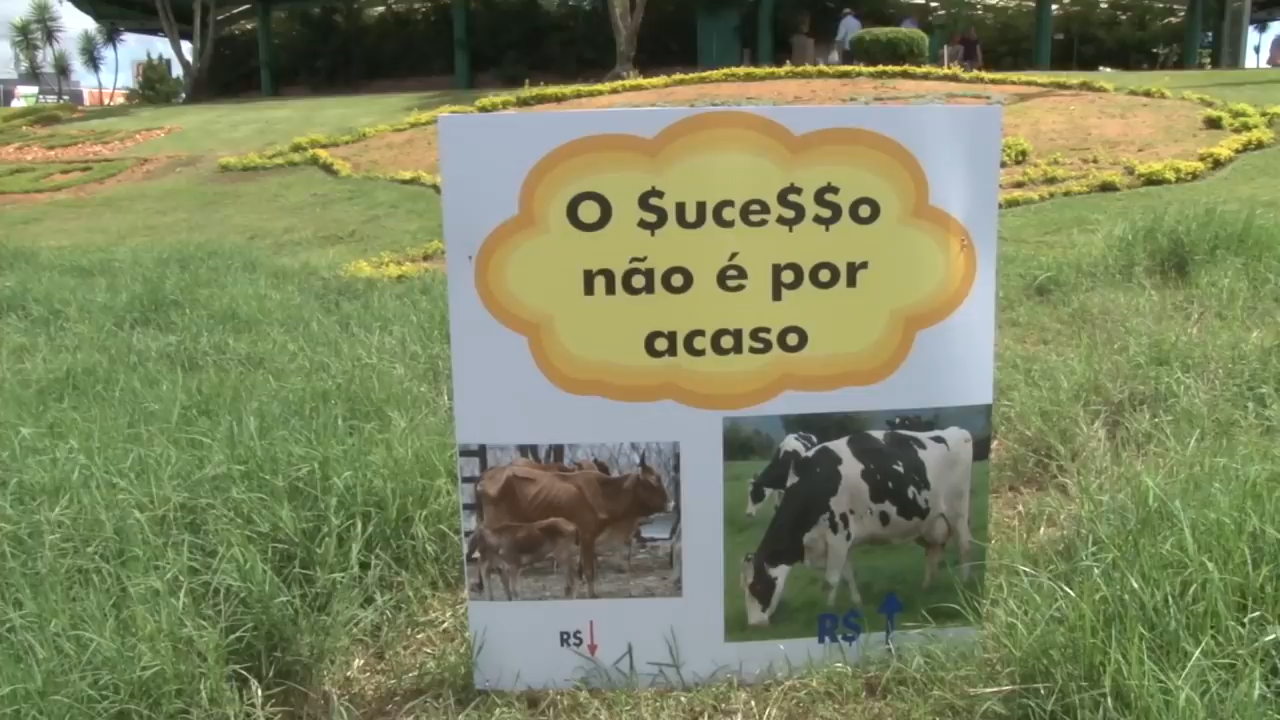 O $uce$$o
não é por
acaso
R$
R$